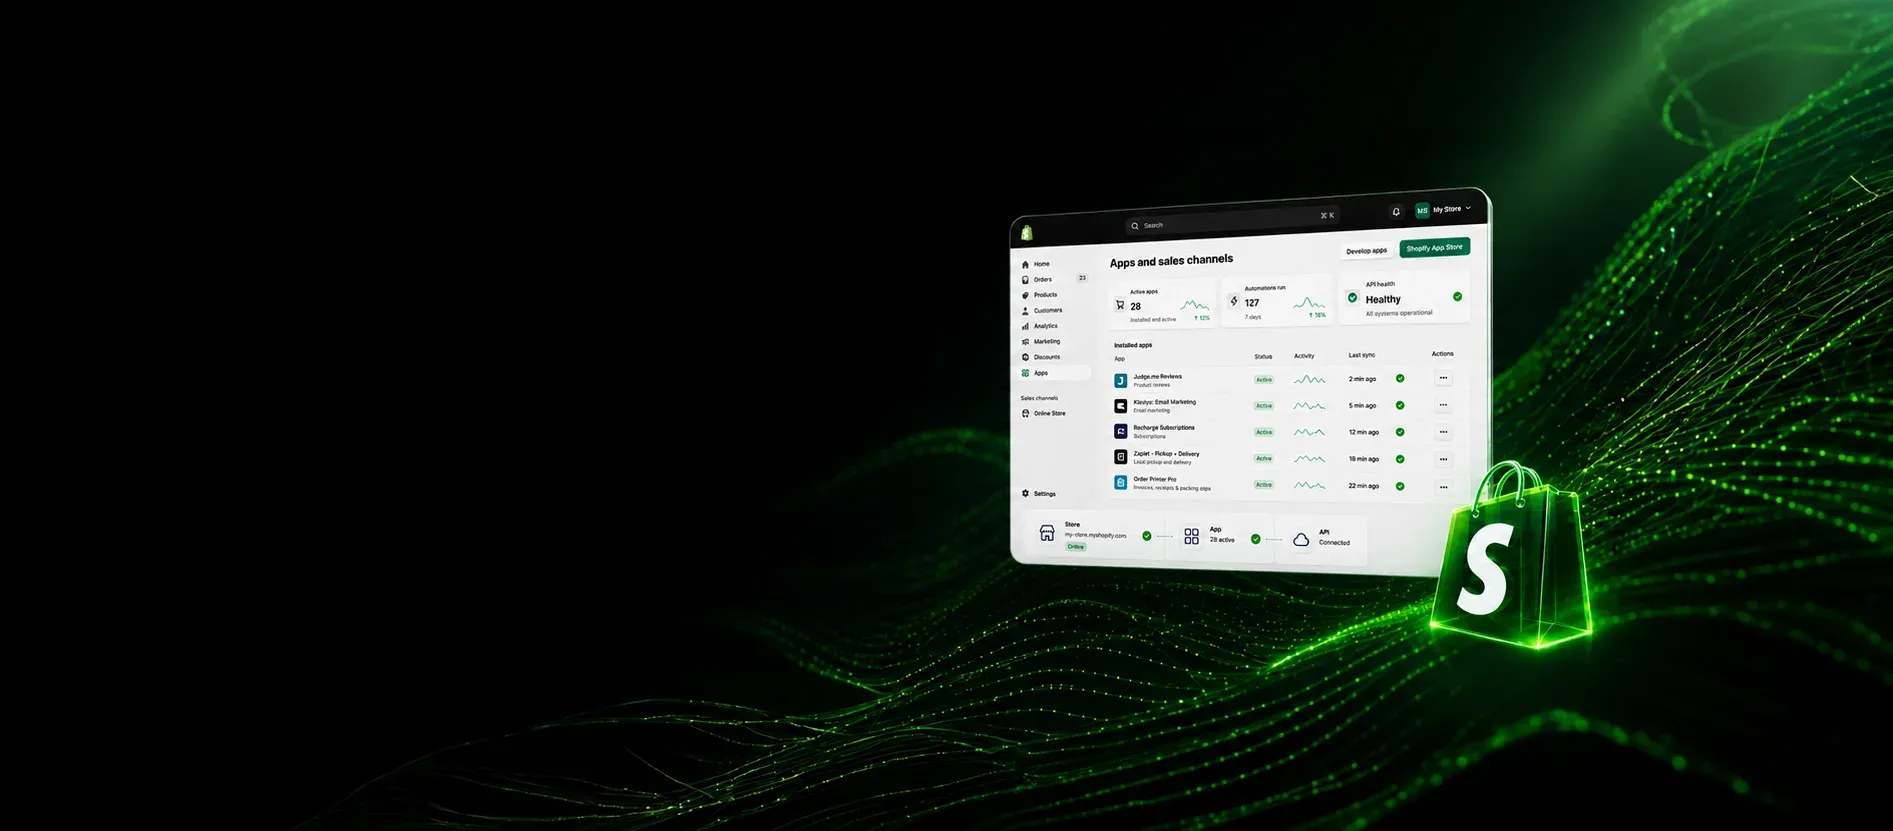 Search
⌘ K
MS My Store
Home
Orders 23
Products
Customers
Analytics
Marketing
Discounts
Apps
Sales channels
Online Store
Settings
Apps and sales channels
Develop apps
Shopify App Store
Active apps
28
Installed and active
↑ 12%
Automations run
127
7 days
↑ 18%
API health
Healthy
All systems operational
Installed apps
App Status Activity Last sync Actions
Judge.me Reviews
Product reviews
Active 2 min ago
Klaviyo: Email Marketing
Email marketing
Active 5 min ago
Recharge Subscriptions
Subscriptions
Active 12 min ago
Zapiet - Pickup + Delivery
Local pickup and delivery
Active 18 min ago
Order Printer Pro
Invoices, receipts & packing slips
Active 22 min ago
Store
my-store.myshopify.com
Online
App
28 active
API
Connected
S